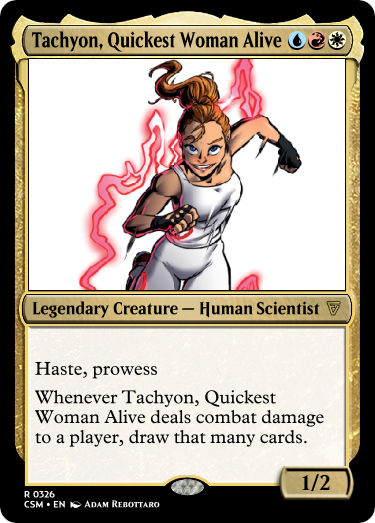 Tachyon, Quickest Woman Alive
Legendary Creature — Human Scientist
Haste, prowess
Whenever Tachyon, Quickest
Woman Alive deals combat damage
to a player, draw that many cards.
1/2
R 0326
CSM • EN Adam Rebottaro